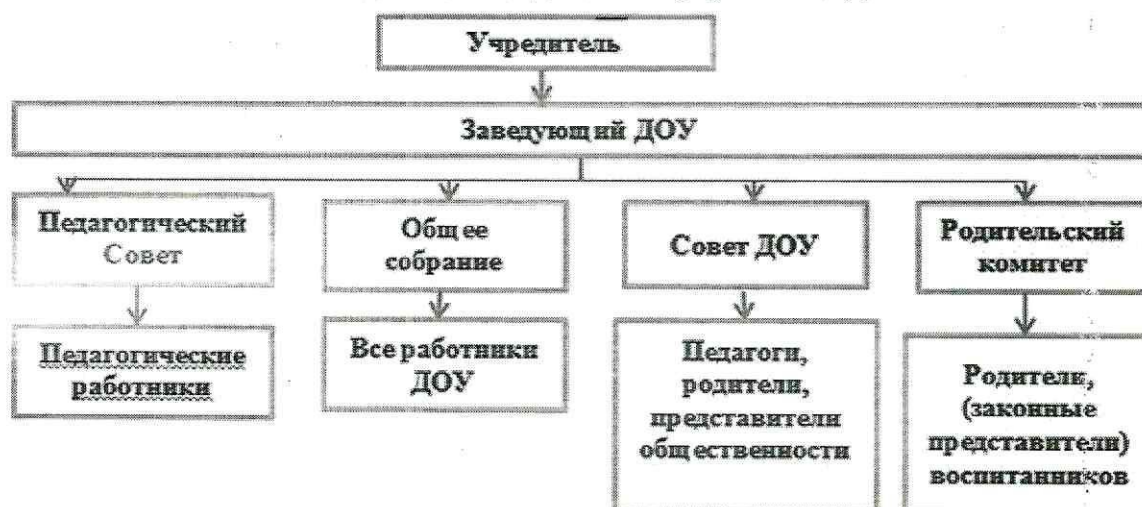 Учредитель
Заведующий ДОУ
Педагогический
Совет
Общее
собрание
Совет ДОУ
Родительский
комитет
Педагогические
работники
Все работники
ДОУ
Педагоги,
родители,
представители
общественности
Родители,
(законные
представители)
воспитанников